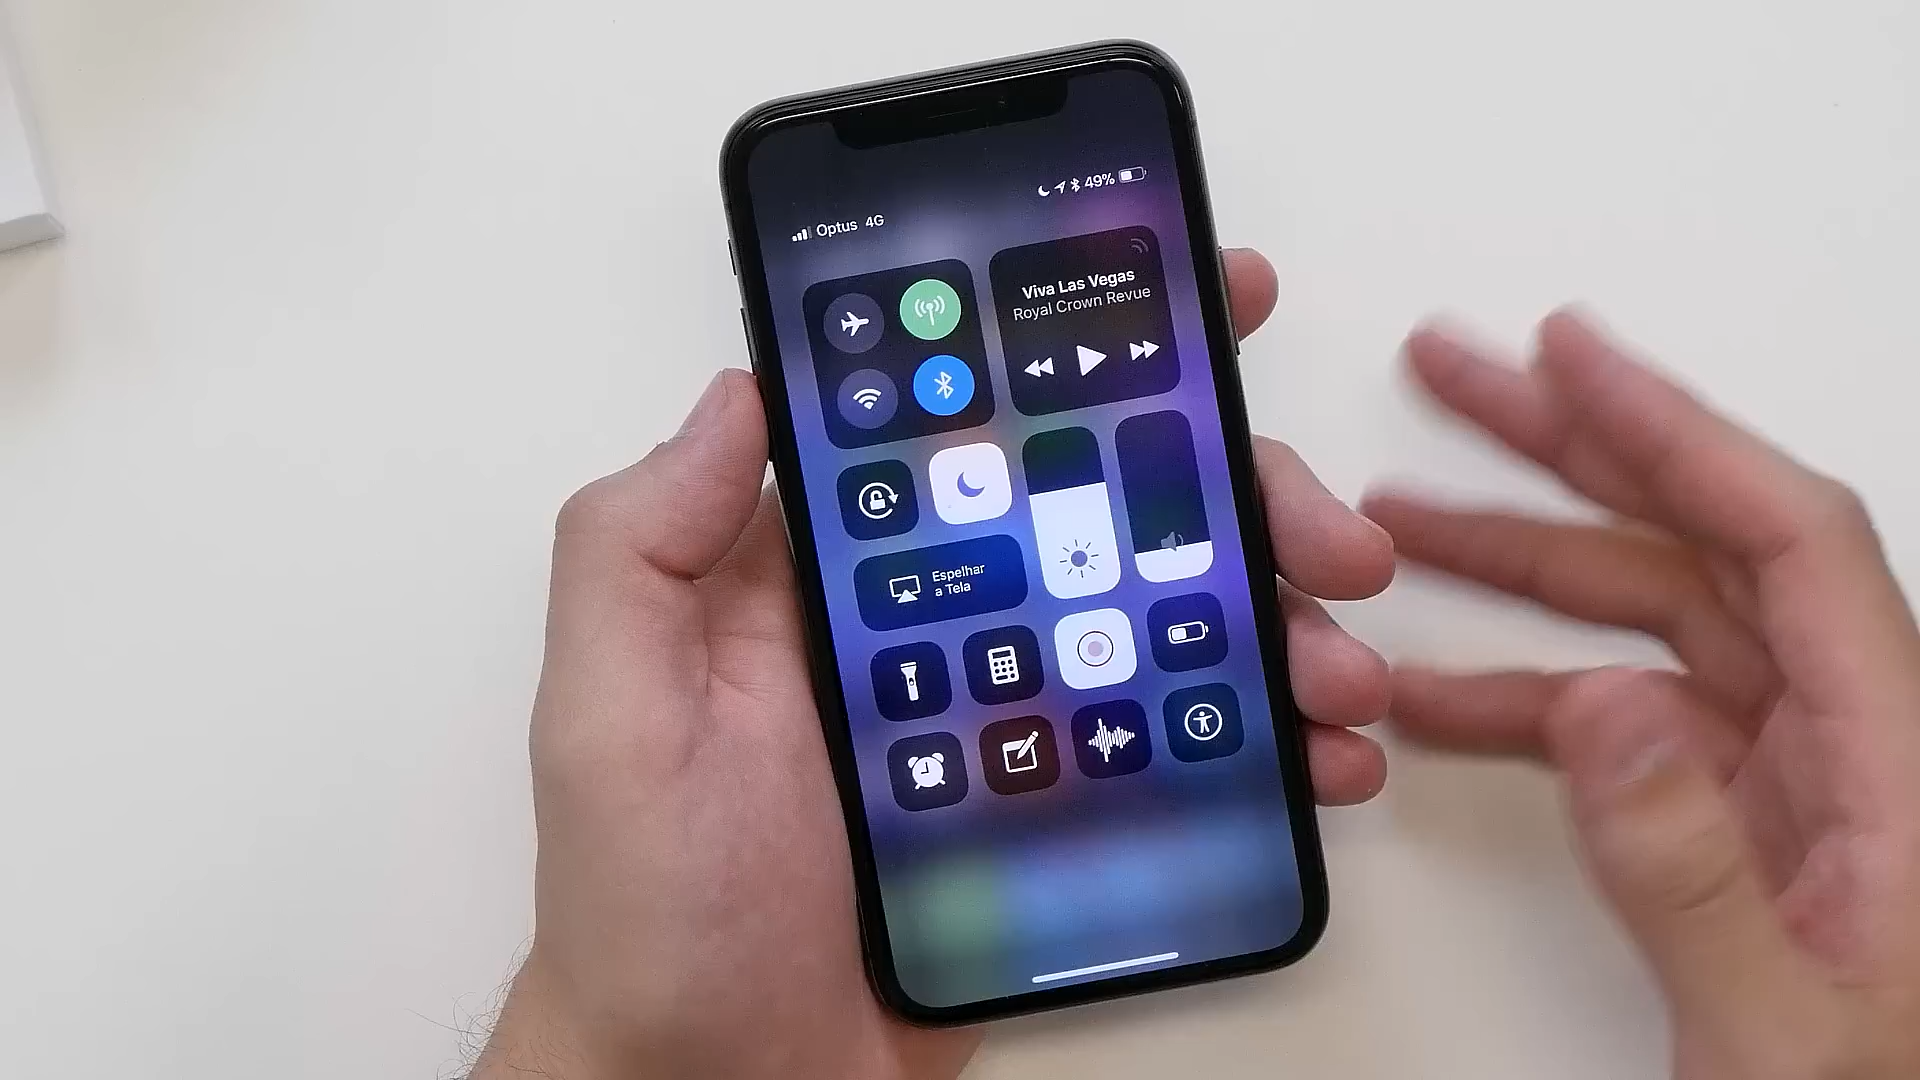 Optus 4G
49%
Viva Las Vegas
Royal Crown Revue
Espelhar
a Tela